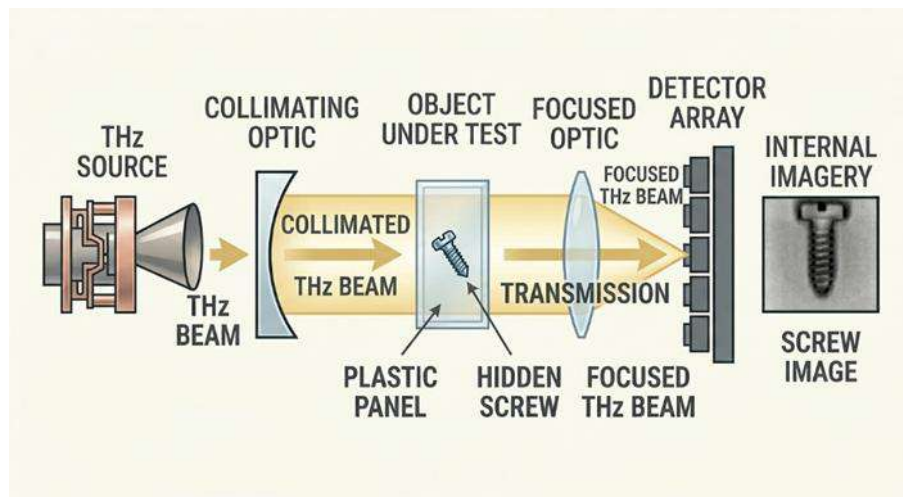 THz
SOURCE
COLLIMATING
OPTIC
OBJECT
UNDER TEST
FOCUSED
OPTIC
DETECTOR
ARRAY
INTERNAL
IMAGERY
FOCUSED
THz BEAM
COLLIMATED
THz BEAM
THz
BEAM
TRANSMISSION
PLASTIC
PANEL
HIDDEN
SCREW
FOCUSED
THz BEAM
SCREW
IMAGE